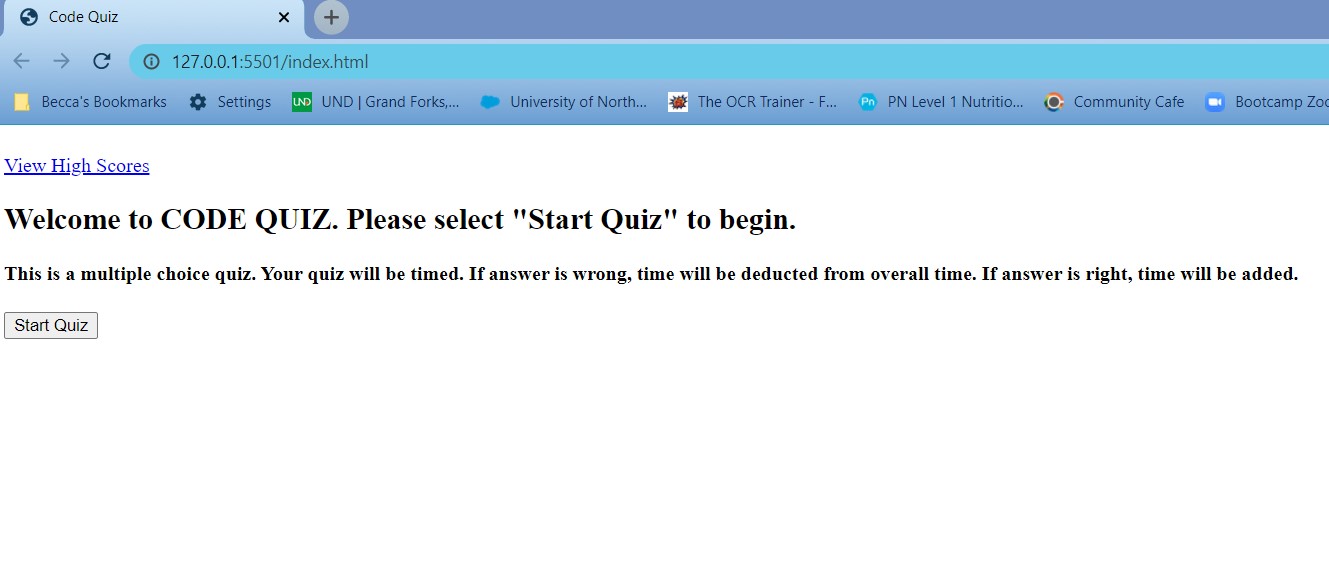 Code Quiz
127.0.0.1:5501/index.html
Becca's Bookmarks Settings UND UND | Grand Forks,... University of North... The OCR Trainer - F... Pn PN Level 1 Nutritio... Community Cafe Bootcamp Zoo
View High Scores
Welcome to CODE QUIZ. Please select "Start Quiz" to begin.
This is a multiple choice quiz. Your quiz will be timed. If answer is wrong, time will be deducted from overall time. If answer is right, time will be added.
Start Quiz